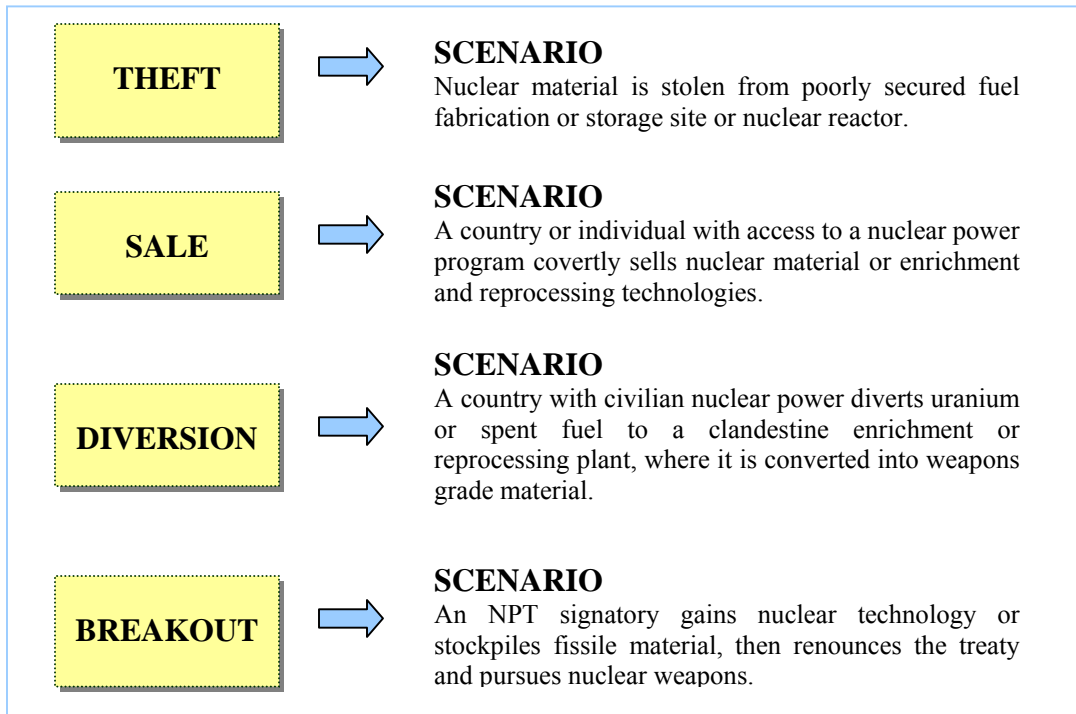 THEFT
SCENARIO
Nuclear material is stolen from poorly secured fuel
fabrication or storage site or nuclear reactor.
SALE
SCENARIO
A country or individual with access to a nuclear power
program covertly sells nuclear material or enrichment
and reprocessing technologies.
DIVERSION
SCENARIO
A country with civilian nuclear power diverts uranium
or spent fuel to a clandestine enrichment or
reprocessing plant, where it is converted into weapons
grade material.
BREAKOUT
SCENARIO
An NPT signatory gains nuclear technology or
stockpiles fissile material, then renounces the treaty
and pursues nuclear weapons.